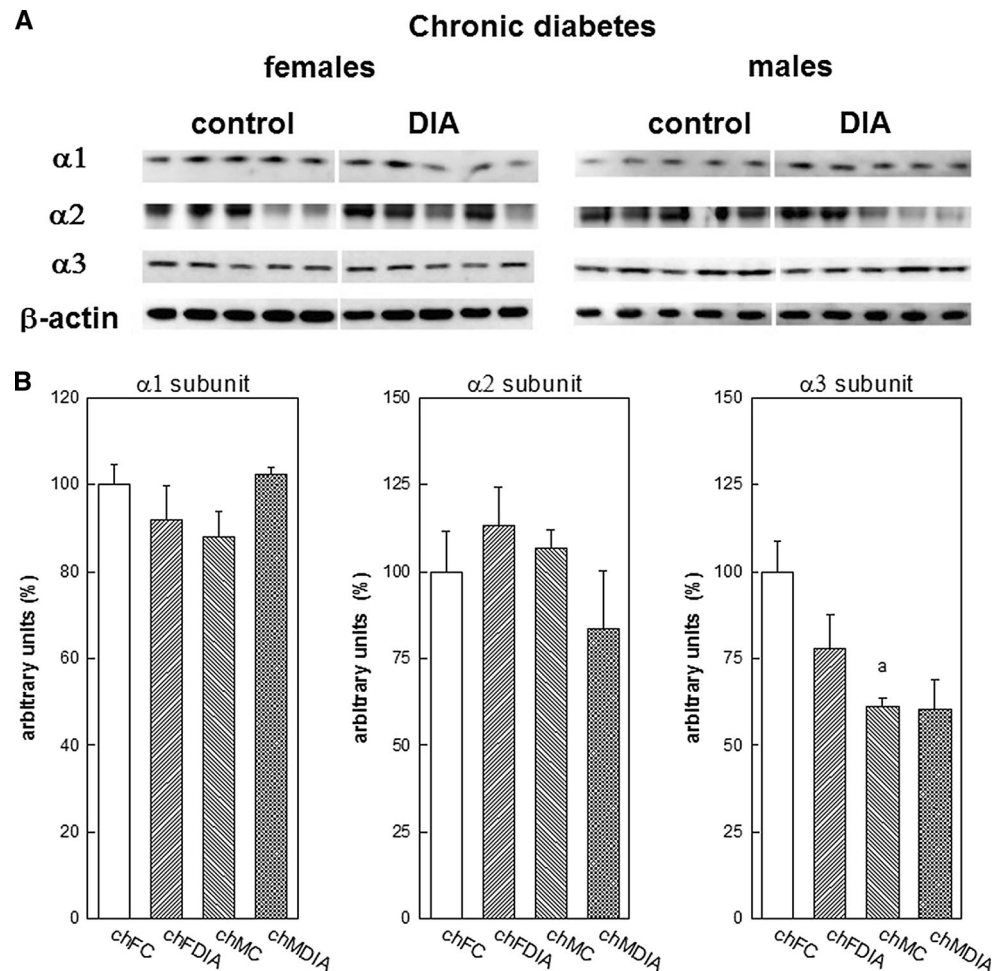 A
Chronic diabetes
females males
control DIA control DIA
α1
α2
α3
β-actin
B
α1 subunit α2 subunit α3 subunit
120 150 150
100 125 125
80 100 100
60 75 75
40 50 50
20 25 25
0 0 0
arbitrary units (%) arbitrary units (%) arbitrary units (%)
a
chFC chFDIA chMC chMDIA chFC chFDIA chMC chMDIA chFC chFDIA chMC chMDIA